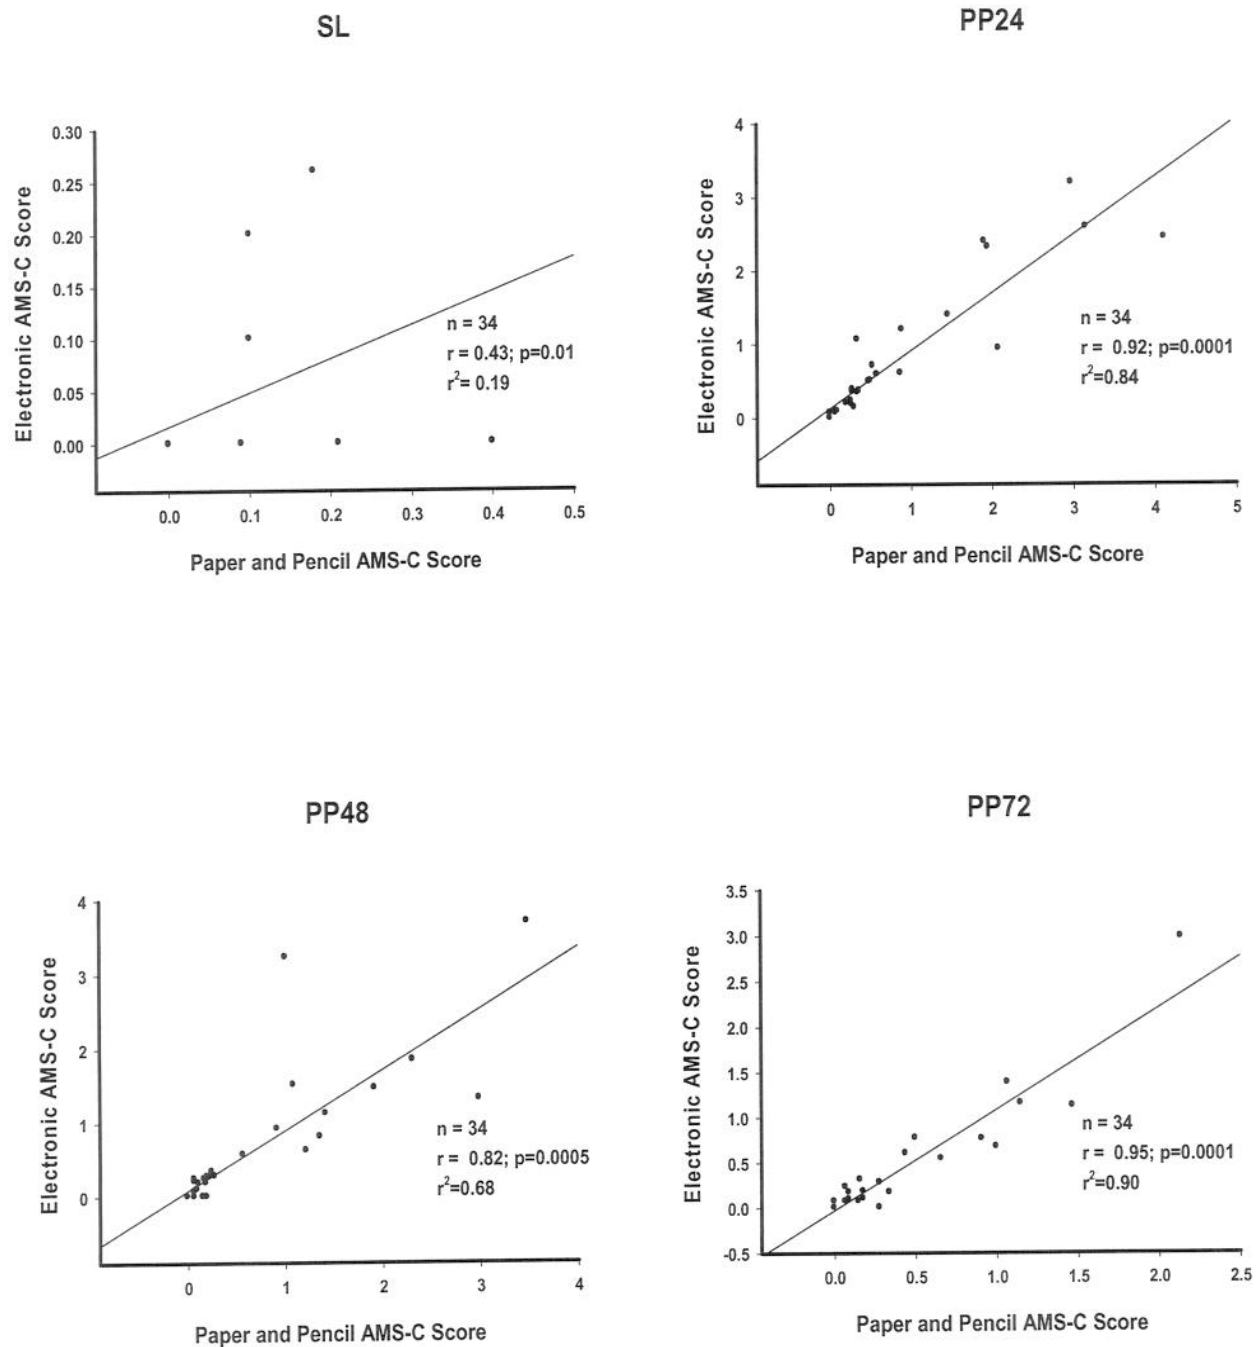 SL
0.30
0.25
0.20
0.15
0.10
0.05
0.00
Electronic AMS-C Score
n = 34
r = 0.43; p=0.01
r²= 0.19
0.0 0.1 0.2 0.3 0.4 0.5
Paper and Pencil AMS-C Score
PP24
4
3
2
1
0
Electronic AMS-C Score
n = 34
r = 0.92; p=0.0001
r²=0.84
0 1 2 3 4 5
Paper and Pencil AMS-C Score
PP48
4
3
2
1
0
Electronic AMS-C Score
n = 34
r = 0.82; p=0.0005
r²=0.68
0 1 2 3 4
Paper and Pencil AMS-C Score
PP72
3.5
3.0
2.5
2.0
1.5
1.0
0.5
0.0
-0.5
Electronic AMS-C Score
n = 34
r = 0.95; p=0.0001
r²=0.90
0.0 0.5 1.0 1.5 2.0 2.5
Paper and Pencil AMS-C Score